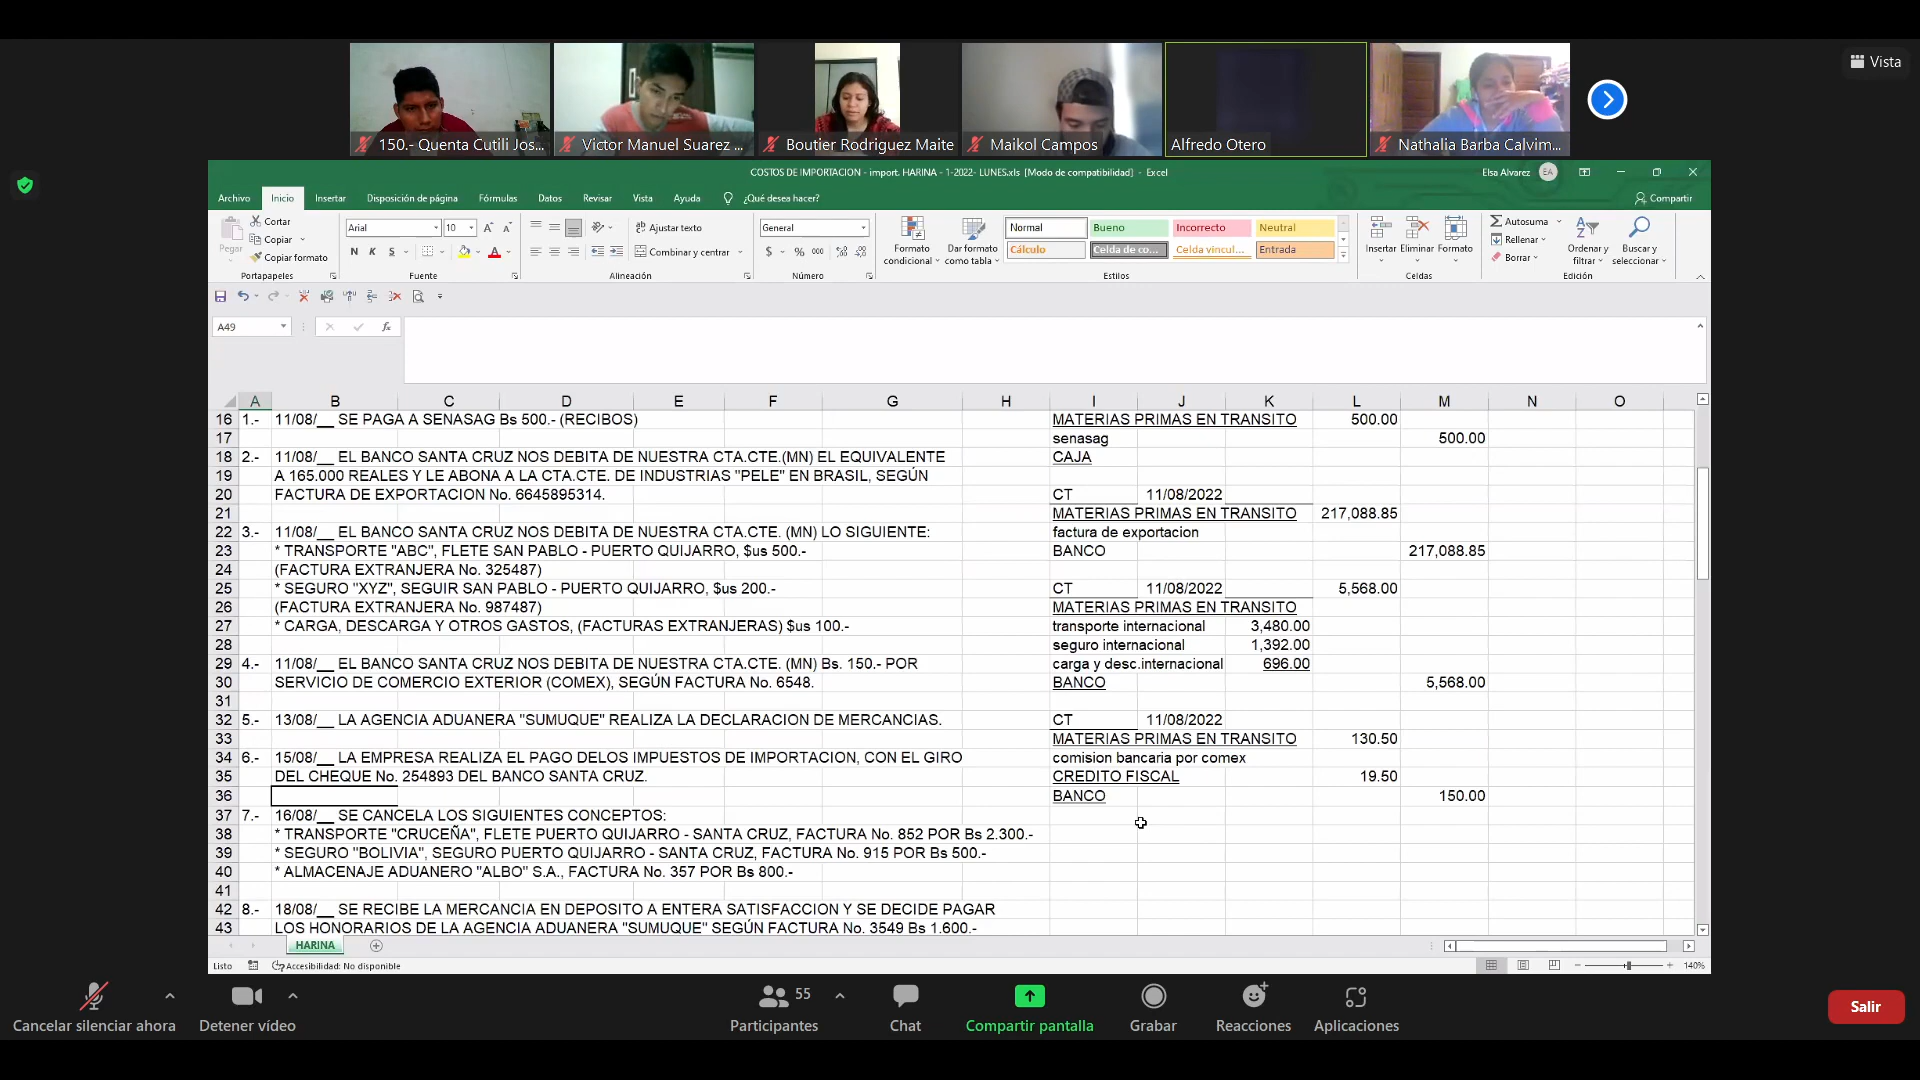 Vista
150.- Quenta Cutili Jos...
Victor Manuel Suarez ...
Boutier Rodriguez Maite
Maikol Campos
Alfredo Otero
Nathalia Barba Calvim...
COSTOS DE IMPORTACION - import. HARINA - 1-2022- LUNES.xls [Modo de compatibilidad] - Excel
Elsa Alvarez EA
Archivo Inicio Insertar Disposición de página Fórmulas Datos Revisar Vista Ayuda ¿Qué desea hacer? Compartir
Pegar Cortar
Copiar
Copiar formato
Portapapeles
Arial 10
N K S
Fuente
Ajustar texto
Combinar y centrar
Alineación
General
$ % 000
Número
Formato condicional
Dar formato como tabla
Normal Bueno Incorrecto Neutral
Cálculo Celda de co... Celda vincul... Entrada
Estilos
Insertar Eliminar Formato
Celdas
Autosuma
Rellenar
Borrar
Ordenar y filtrar
Buscar y seleccionar
Edición
A49 fx
A B C D E F G H I J K L M N O
16 1.- 11/08/__ SE PAGA A SENASAG Bs 500.- (RECIBOS) MATERIAS PRIMAS EN TRANSITO 500.00
17 senasag 500.00
18 2.- 11/08/__ EL BANCO SANTA CRUZ NOS DEBITA DE NUESTRA CTA.CTE.(MN) EL EQUIVALENTE CAJA
19 A 165.000 REALES Y LE ABONA A LA CTA.CTE. DE INDUSTRIAS "PELE" EN BRASIL, SEGÚN
20 FACTURA DE EXPORTACION No. 6645895314. CT 11/08/2022
21 MATERIAS PRIMAS EN TRANSITO 217,088.85
22 3.- 11/08/__ EL BANCO SANTA CRUZ NOS DEBITA DE NUESTRA CTA.CTE. (MN) LO SIGUIENTE: factura de exportacion
23 * TRANSPORTE "ABC", FLETE SAN PABLO - PUERTO QUIJARRO, $us 500.- BANCO 217,088.85
24 (FACTURA EXTRANJERA No. 325487)
25 * SEGURO "XYZ", SEGUIR SAN PABLO - PUERTO QUIJARRO, $us 200.- CT 11/08/2022 5,568.00
26 (FACTURA EXTRANJERA No. 987487) MATERIAS PRIMAS EN TRANSITO
27 * CARGA, DESCARGA Y OTROS GASTOS, (FACTURAS EXTRANJERAS) $us 100.- transporte internacional 3,480.00
28 seguro internacional 1,392.00
29 4.- 11/08/__ EL BANCO SANTA CRUZ NOS DEBITA DE NUESTRA CTA.CTE. (MN) Bs. 150.- POR carga y desc.internacional 696.00
30 SERVICIO DE COMERCIO EXTERIOR (COMEX), SEGÚN FACTURA No. 6548. BANCO 5,568.00
31
32 5.- 13/08/__ LA AGENCIA ADUANERA "SUMUQUE" REALIZA LA DECLARACION DE MERCANCIAS. CT 11/08/2022
33 MATERIAS PRIMAS EN TRANSITO 130.50
34 6.- 15/08/__ LA EMPRESA REALIZA EL PAGO DELOS IMPUESTOS DE IMPORTACION, CON EL GIRO comision bancaria por comex
35 DEL CHEQUE No. 254893 DEL BANCO SANTA CRUZ. CREDITO FISCAL 19.50
36 BANCO 150.00
37 7.- 16/08/__ SE CANCELA LOS SIGUIENTES CONCEPTOS:
38 * TRANSPORTE "CRUCEÑA", FLETE PUERTO QUIJARRO - SANTA CRUZ, FACTURA No. 852 POR Bs 2.300.-
39 * SEGURO "BOLIVIA", SEGURO PUERTO QUIJARRO - SANTA CRUZ, FACTURA No. 915 POR Bs 500.-
40 * ALMACENAJE ADUANERO "ALBO" S.A., FACTURA No. 357 POR Bs 800.-
41
42 8.- 18/08/__ SE RECIBE LA MERCANCIA EN DEPOSITO A ENTERA SATISFACCION Y SE DECIDE PAGAR
43 LOS HONORARIOS DE LA AGENCIA ADUANERA "SUMUQUE" SEGÚN FACTURA No. 3549 Bs 1.600.-
HARINA
Listo Accesibilidad: No disponible 140%
Cancelar silenciar ahora
Detener vídeo
Participantes 55
Chat
Compartir pantalla
Grabar
Reacciones
Aplicaciones
Salir